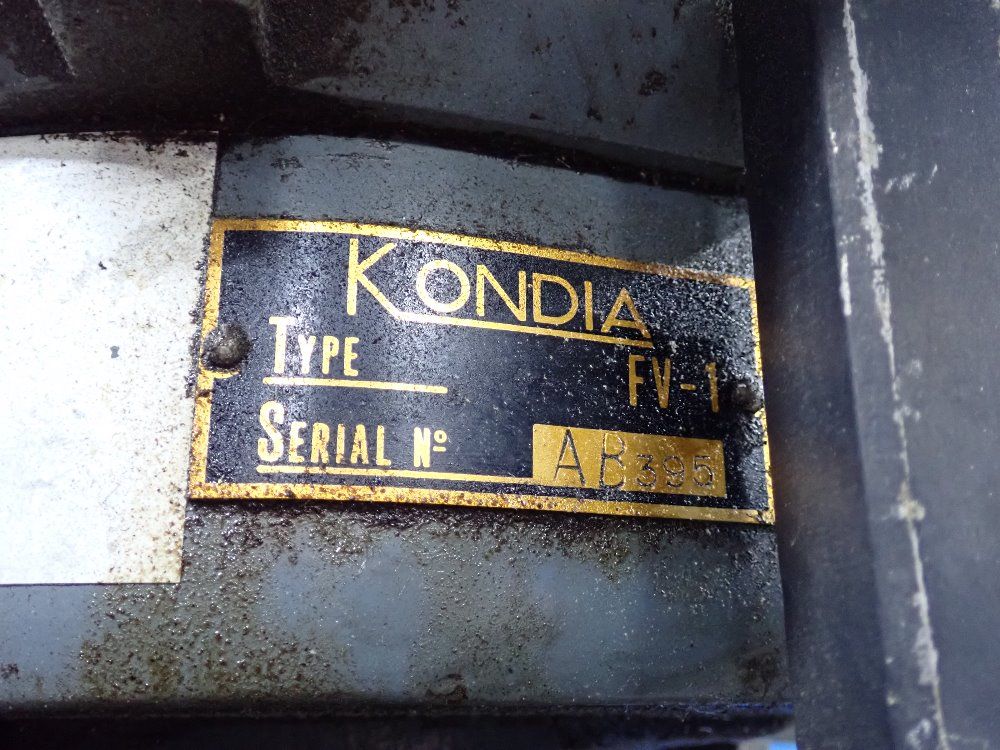 KONDIA
TYPE FV-1
SERIAL Nº AB395